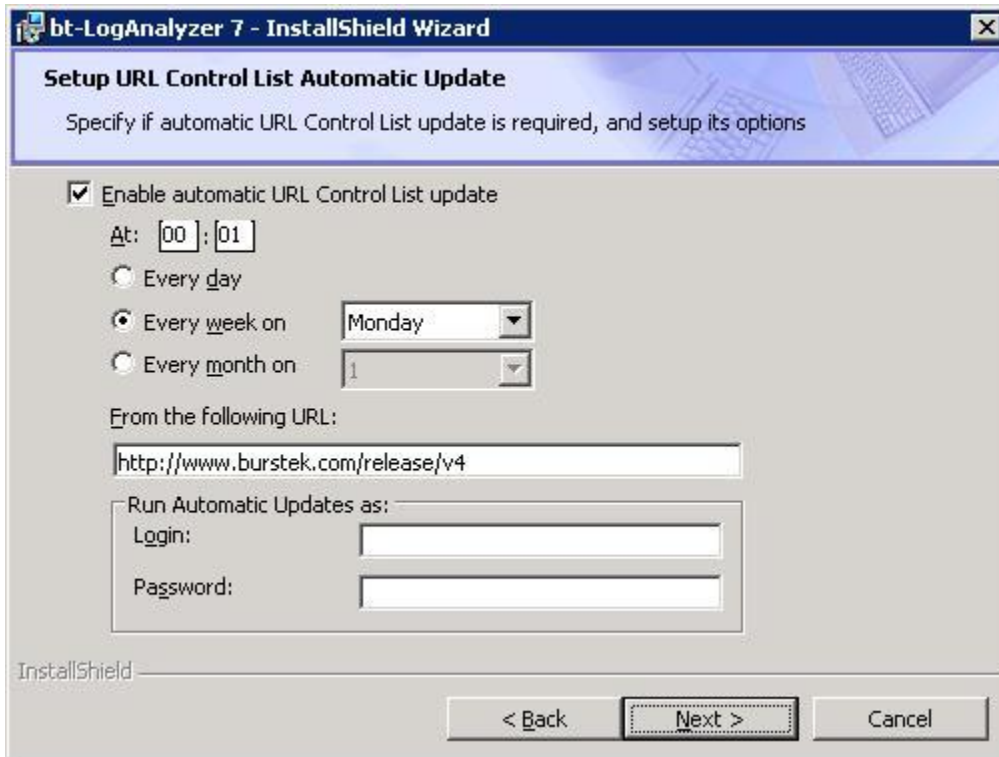 bt-LogAnalyzer 7 - InstallShield Wizard
Setup URL Control List Automatic Update
Specify if automatic URL Control List update is required, and setup its options
Enable automatic URL Control List update
At: 00 : 01
Every day
Every week on Monday
Every month on 1
From the following URL:
http://www.burstek.com/release/v4
Run Automatic Updates as:
Login:
Password:
InstallShield
< Back Next > Cancel